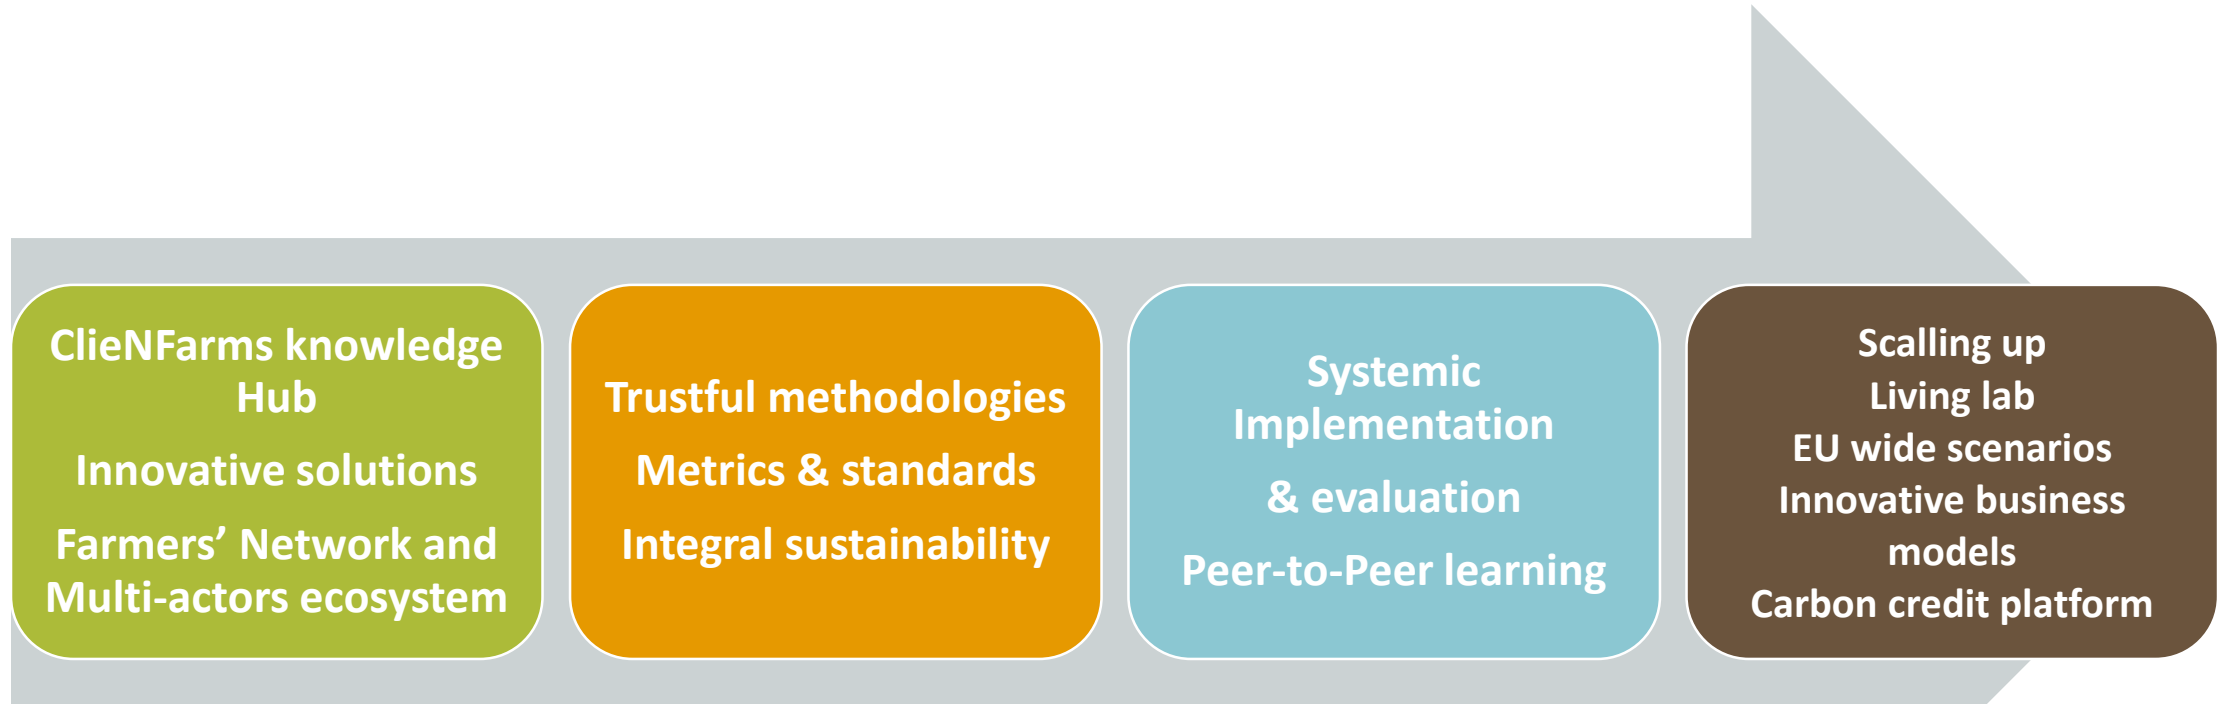 ClieNFarms knowledge
Hub
Innovative solutions
Farmers’ Network and
Multi-actors ecosystem
Trustful methodologies
Metrics & standards
Integral sustainability
Systemic
Implementation
& evaluation
Peer-to-Peer learning
Scalling up
Living lab
EU wide scenarios
Innovative business
models
Carbon credit platform